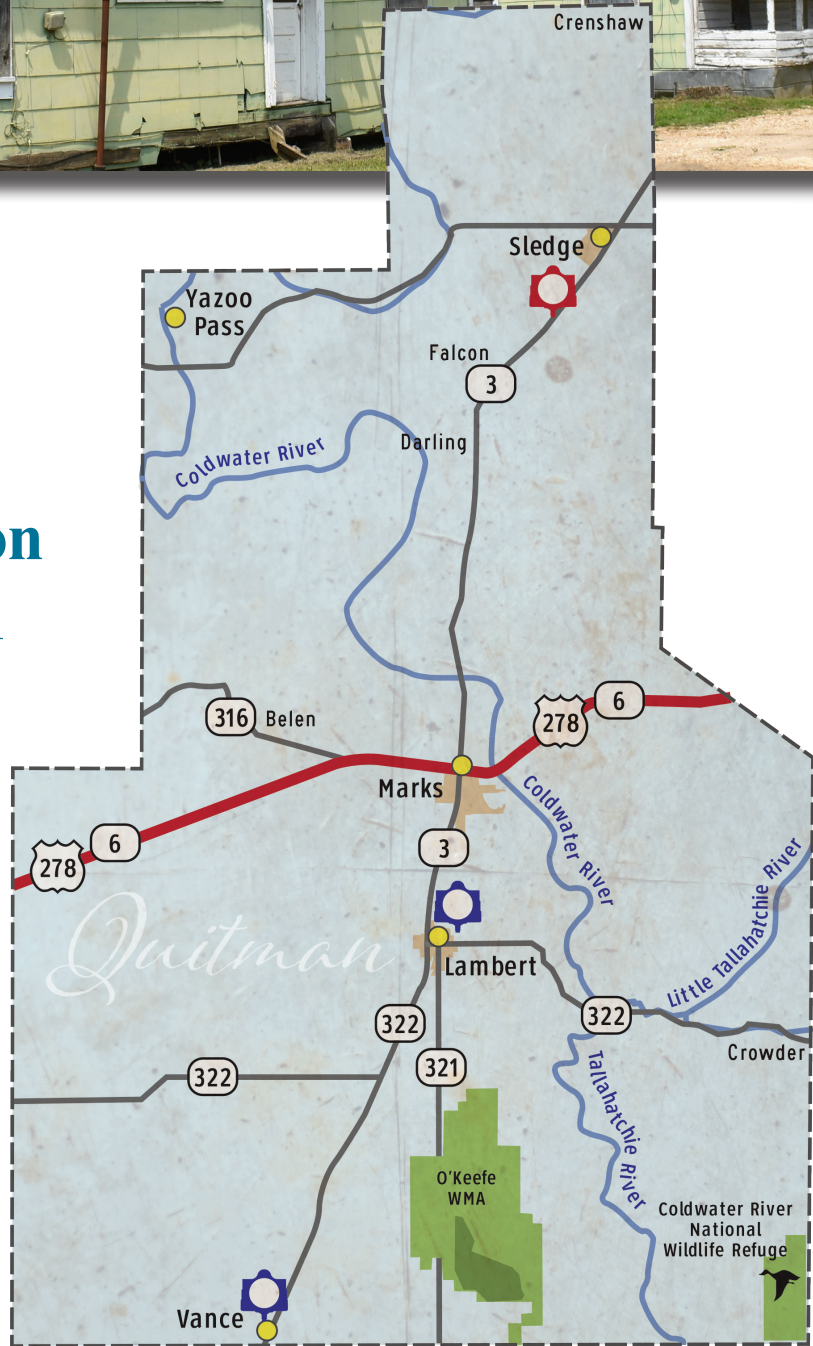 Crenshaw
Sledge
Yazoo
Pass
Falcon
3
Darling
Coldwater River
on
316
Belen
278
6
Marks
Coldwater River
6
278
3
Little Tallahatchie River
Quitman
Lambert
322
322
Crowder
322
321
Tallahatchie River
O'Keefe
WMA
Coldwater River
National
Wildlife Refuge
Vance